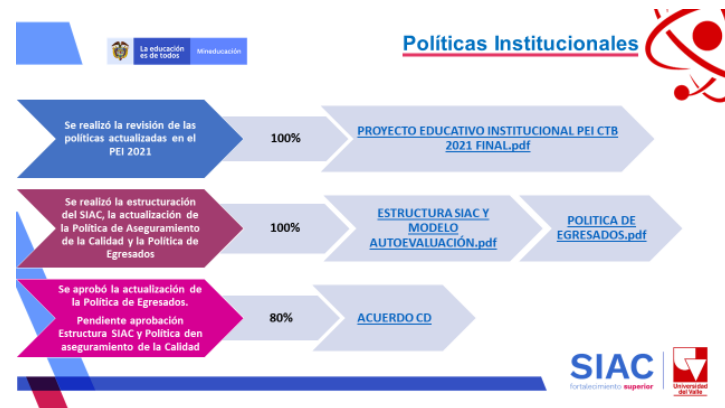 La educación
es de todos
Mineducación
Políticas Institucionales
Se realizó la revisión de las
políticas actualizadas en el
PEI 2021
100%
PROYECTO EDUCATIVO INSTITUCIONAL PEI CTB
2021 FINAL.pdf
Se realizó la estructuración
del SIAC, la actualización de
la Política de Aseguramiento
de la Calidad y la Política de
Egresados
100%
ESTRUCTURA SIAC Y
MODELO
AUTOEVALUACIÓN.pdf
POLITICA DE
EGRESADOS.pdf
Se aprobó la actualización de
la Política de Egresados.
Pendiente aprobación
Estructura SIAC y Política den
aseguramiento de la Calidad
80%
ACUERDO CD
SIAC
fortalecimiento superior
Universidad
del Valle